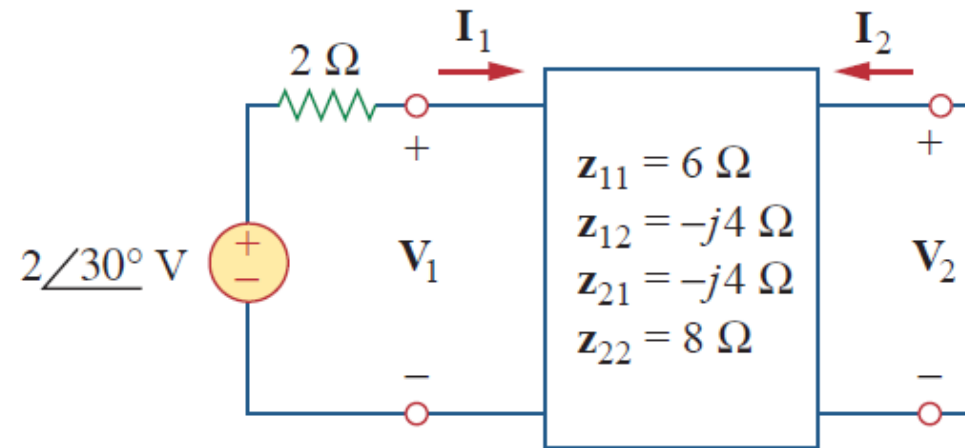 I₁
I₂
2 Ω
+
+
z₁₁ = 6 Ω
z₁₂ = –j4 Ω
z₂₁ = –j4 Ω
z₂₂ = 8 Ω
2∠30° V
+
–
V₁
V₂
–
–